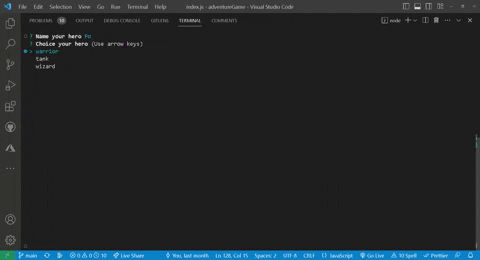 File Edit Selection View Go Run Terminal Help
index.js - adventureGame - Visual Studio Code
PROBLEMS 10 OUTPUT DEBUG CONSOLE GITLENS TERMINAL COMMENTS
node
? Name your hero Po
? Choice your hero (Use arrow keys)
> warrior
tank
wizard
main 0 0 10 Live Share You, last month Ln 128, Col 15 Spaces: 2 UTF-8 CRLF {} JavaScript Go Live 10 Spell Prettier